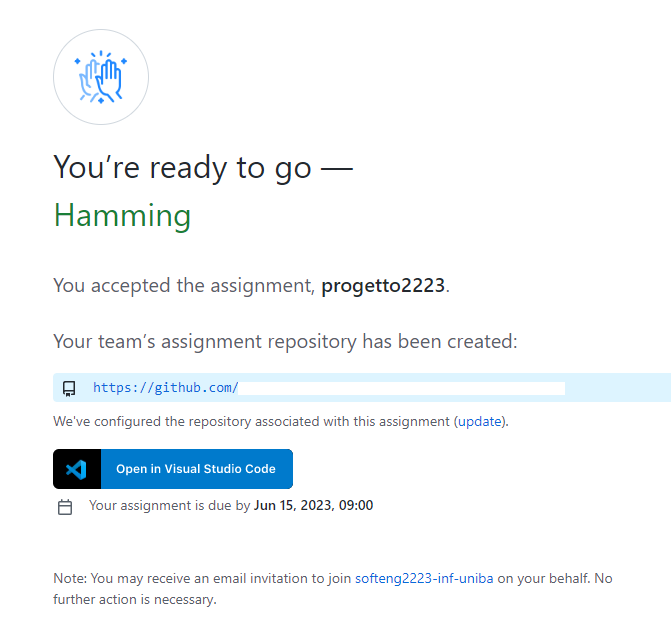 You’re ready to go —
Hamming
You accepted the assignment, progetto2223.
Your team’s assignment repository has been created:
https://github.com/
We've configured the repository associated with this assignment (update).
Open in Visual Studio Code
Your assignment is due by Jun 15, 2023, 09:00
Note: You may receive an email invitation to join softeng2223-inf-uniba on your behalf. No
further action is necessary.